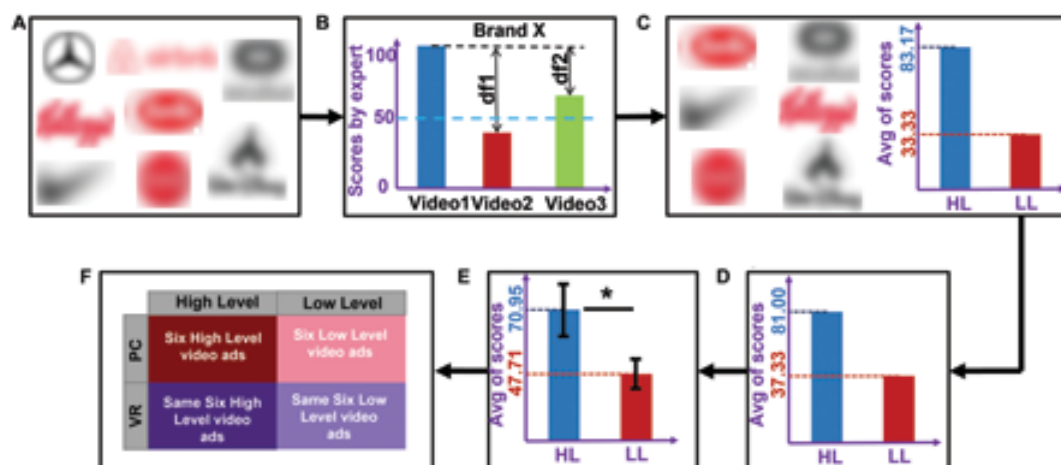 A
B
Brand X
Scores by expert
100
50
0
df1
df2
Video1 Video2 Video3
C
Avg of scores
83.17
33.33
HL LL
F
High Level Low Level
PC
Six High Level
video ads
Six Low Level
video ads
VR
Same Six High
Level video
ads
Same Six Low
Level video
ads
E
Avg of scores
70.95
47.71
*
HL LL
D
Avg of scores
81.00
37.33
HL LL